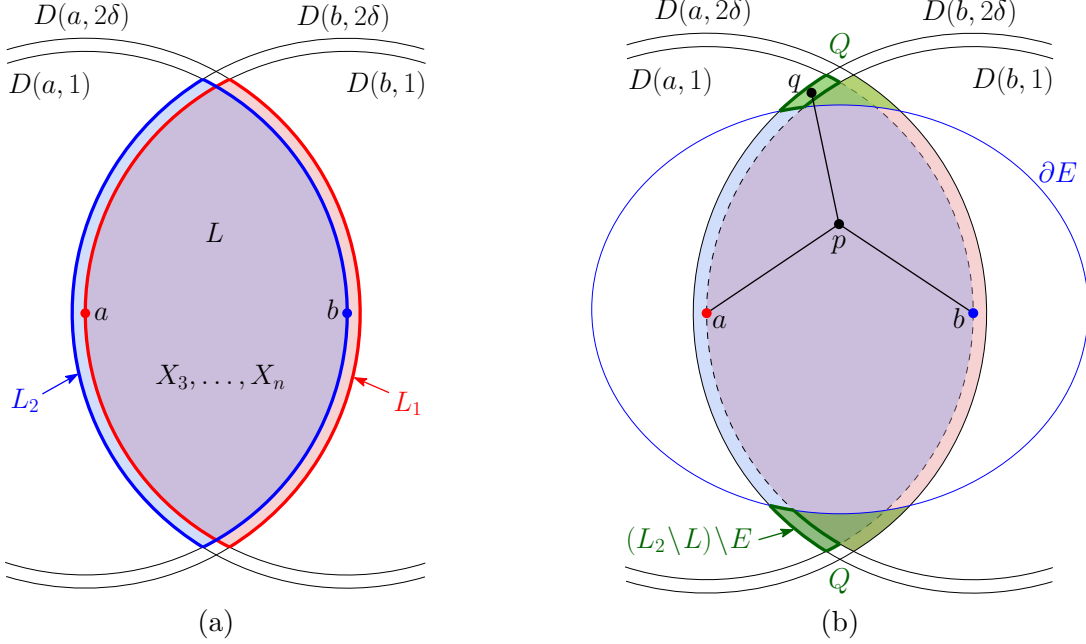 D(a, 2δ)
D(b, 2δ)
D(a, 1)
D(b, 1)
L
a
b
X₃, . . . , Xₙ
L₂
L₁
(a)
D(a, 2δ)
Q
D(b, 2δ)
D(a, 1)
q
D(b, 1)
∂E
p
a
b
(L₂\L)\E
Q
(b)